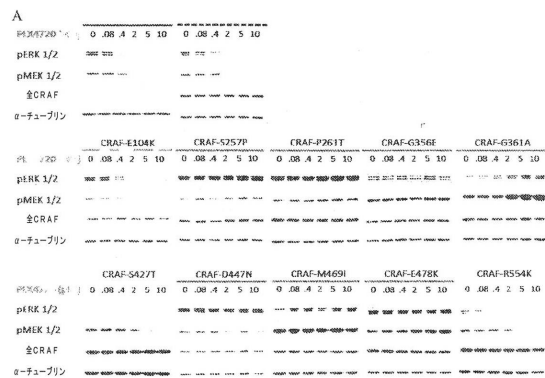 A
0 .08 .4 2 5 10 0 .08 .4 2 5 10
pERK 1/2
pMEK 1/2
全CRAF
α-チューブリン
CRAF-E104K CRAF-S257P CRAF-P261T CRAF-G356E CRAF-G361A
0 .08 .4 2 5 10 0 .08 .4 2 5 10 0 .08 .4 2 5 10 0 .08 .4 2 5 10 0 .08 .4 2 5 10
pERK 1/2
pMEK 1/2
全CRAF
α-チューブリン
CRAF-S427T CRAF-D447N CRAF-M469I CRAF-E478K CRAF-R554K
0 .08 .4 2 5 10 0 .08 .4 2 5 10 0 .08 .4 2 5 10 0 .08 .4 2 5 10 0 .08 .4 2 5 10
pERK 1/2
pMEK 1/2
全CRAF
α-チューブリン